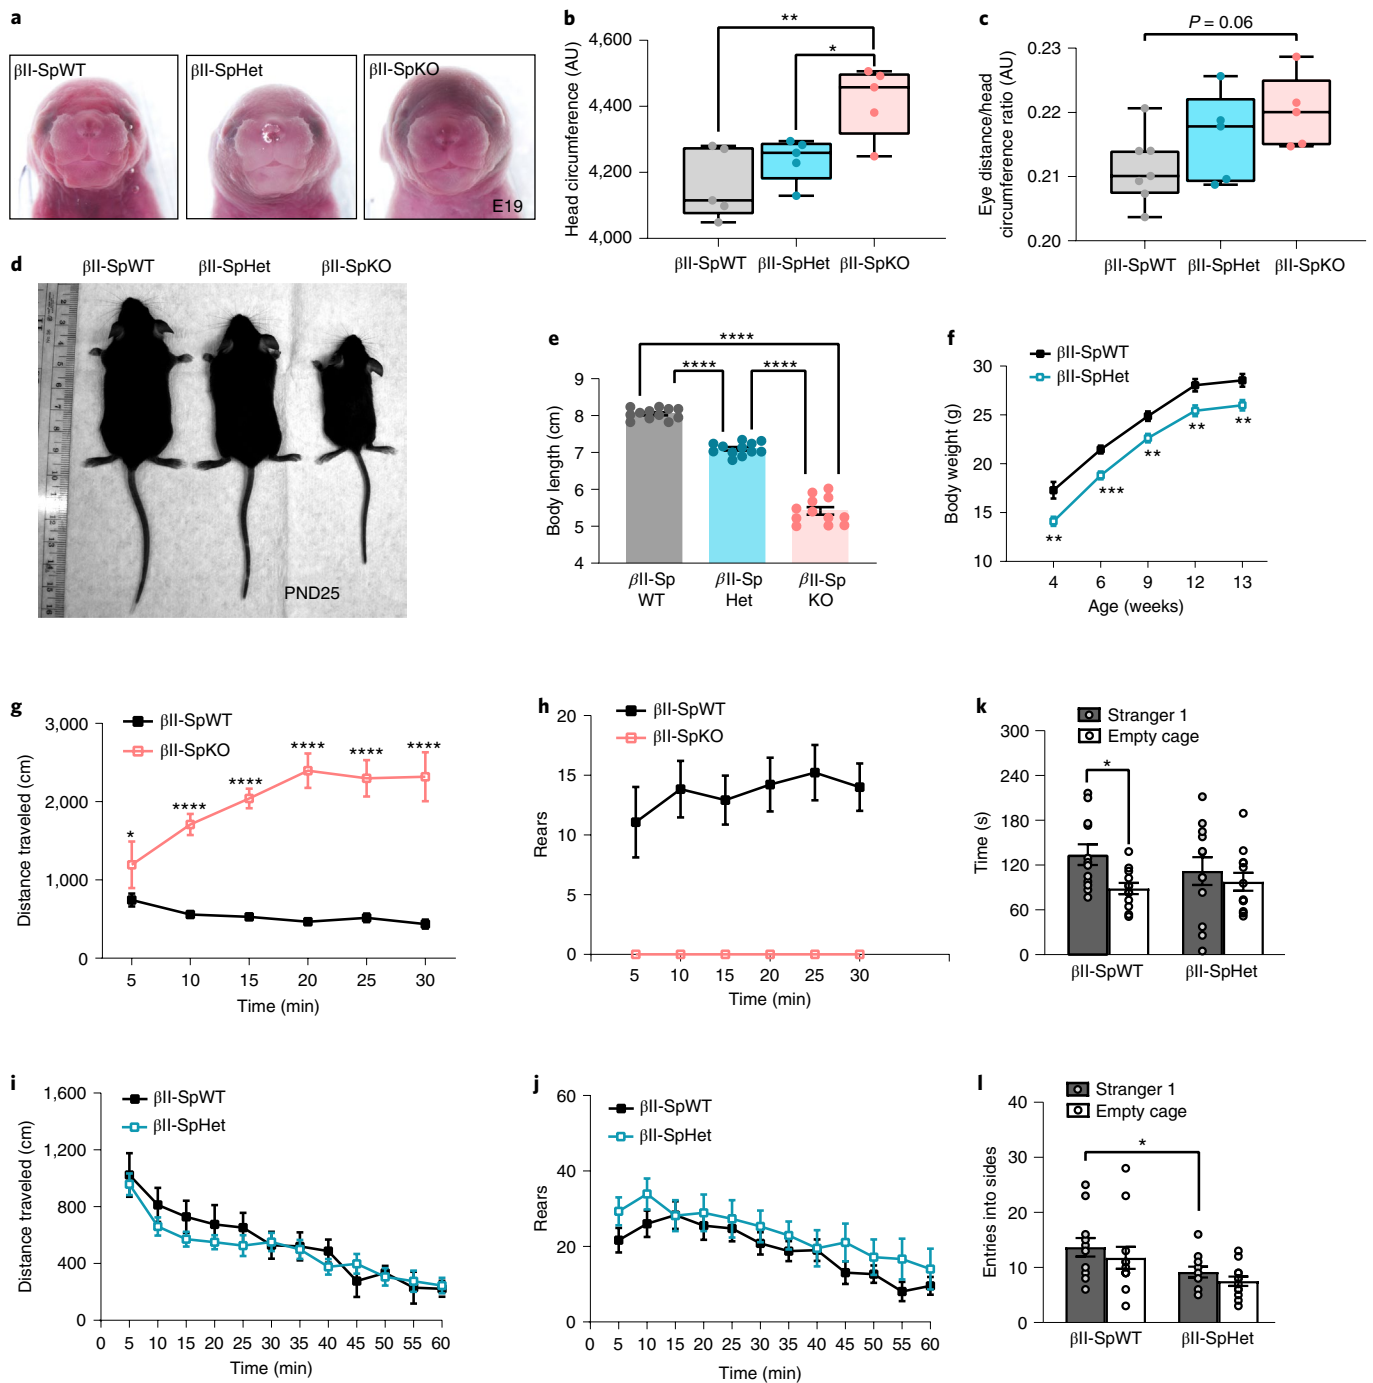 a
βII-SpWT
βII-SpHet
βII-SpKO
E19
b
Head circumference (AU)
4,600
4,400
4,200
4,000
**
*
βII-SpWT
βII-SpHet
βII-SpKO
c
Eye distance/head
circumference ratio (AU)
0.23
0.22
0.21
0.20
P = 0.06
βII-SpWT
βII-SpHet
βII-SpKO
d
βII-SpWT
βII-SpHet
βII-SpKO
PND25
e
Body length (cm)
9
8
7
6
5
4
****
****
****
βII-Sp
WT
βII-Sp
Het
βII-Sp
KO
f
βII-SpWT
βII-SpHet
Body weight (g)
30
25
20
15
10
**
***
**
**
**
4
6
9
12
13
Age (weeks)
g
βII-SpWT
βII-SpKO
Distance traveled (cm)
3,000
2,000
1,000
0
*
****
****
****
****
****
5
10
15
20
25
30
Time (min)
h
βII-SpWT
βII-SpKO
Rears
20
15
10
5
0
5
10
15
20
25
30
Time (min)
k
Stranger 1
Empty cage
Time (s)
300
240
180
120
60
0
*
βII-SpWT
βII-SpHet
i
βII-SpWT
βII-SpHet
Distance traveled (cm)
1,600
1,200
800
400
0
0
5
10
15
20
25
30
35
40
45
50
55
60
Time (min)
j
βII-SpWT
βII-SpHet
Rears
60
40
20
0
0
5
10
15
20
25
30
35
40
45
50
55
60
Time (min)
l
Stranger 1
Empty cage
Entries into sides
40
30
20
10
0
*
βII-SpWT
βII-SpHet